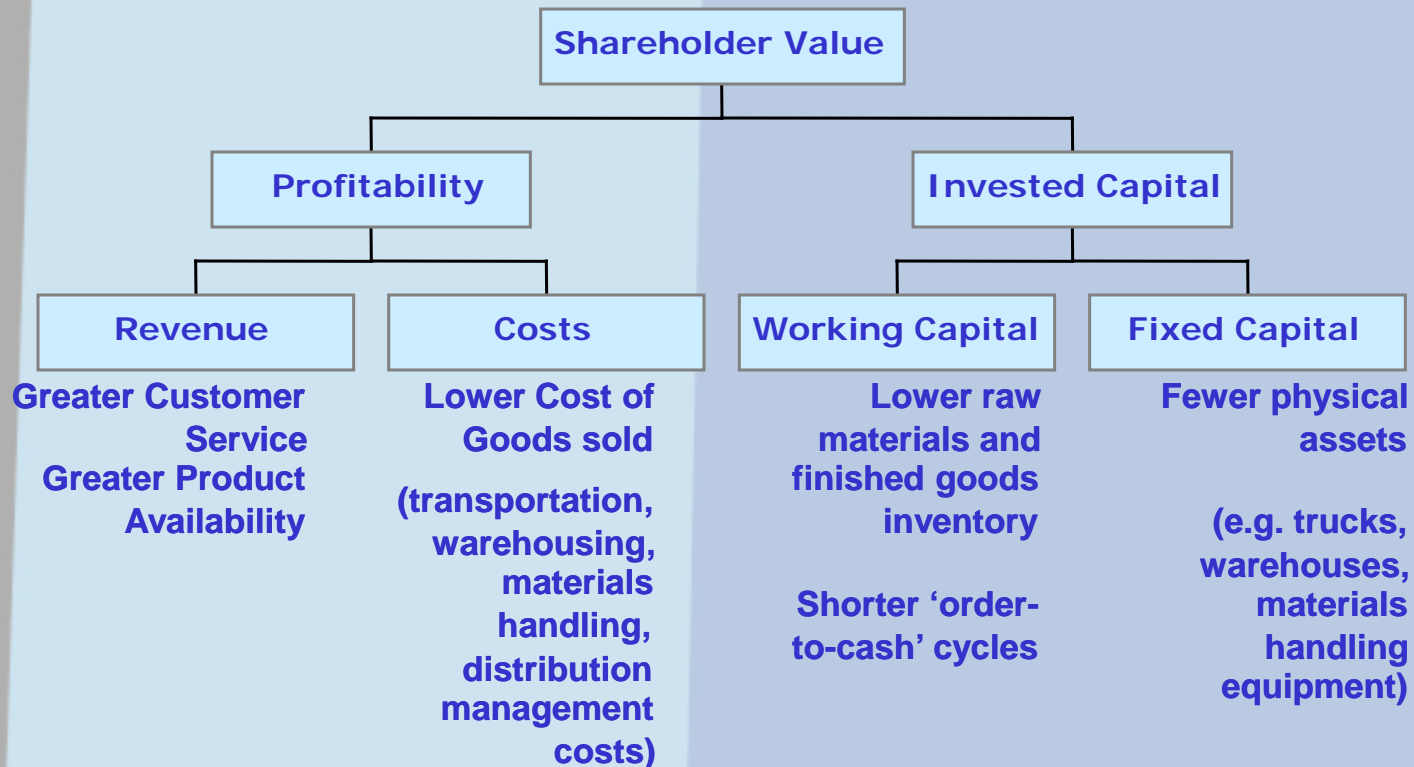 Shareholder Value
Profitability
Invested Capital
Revenue
Costs
Working Capital
Fixed Capital
Greater Customer
Service
Greater Product
Availability
Lower Cost of
Goods sold
(transportation,
warehousing,
materials
handling,
distribution
management
costs)
Lower raw
materials and
finished goods
inventory
Shorter ‘order-
to-cash’ cycles
Fewer physical
assets
(e.g. trucks,
warehouses,
materials
handling
equipment)